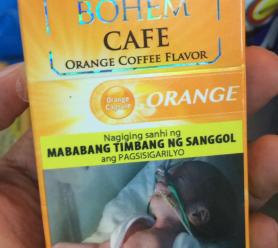 BOHEM
CAFE
ORANGE COFFEE FLAVOR
Orange
Capsule
ORANGE
Nagiging sanhi ng
MABABANG TIMBANG NG SANGGOL
ang PAGSISIGARILYO